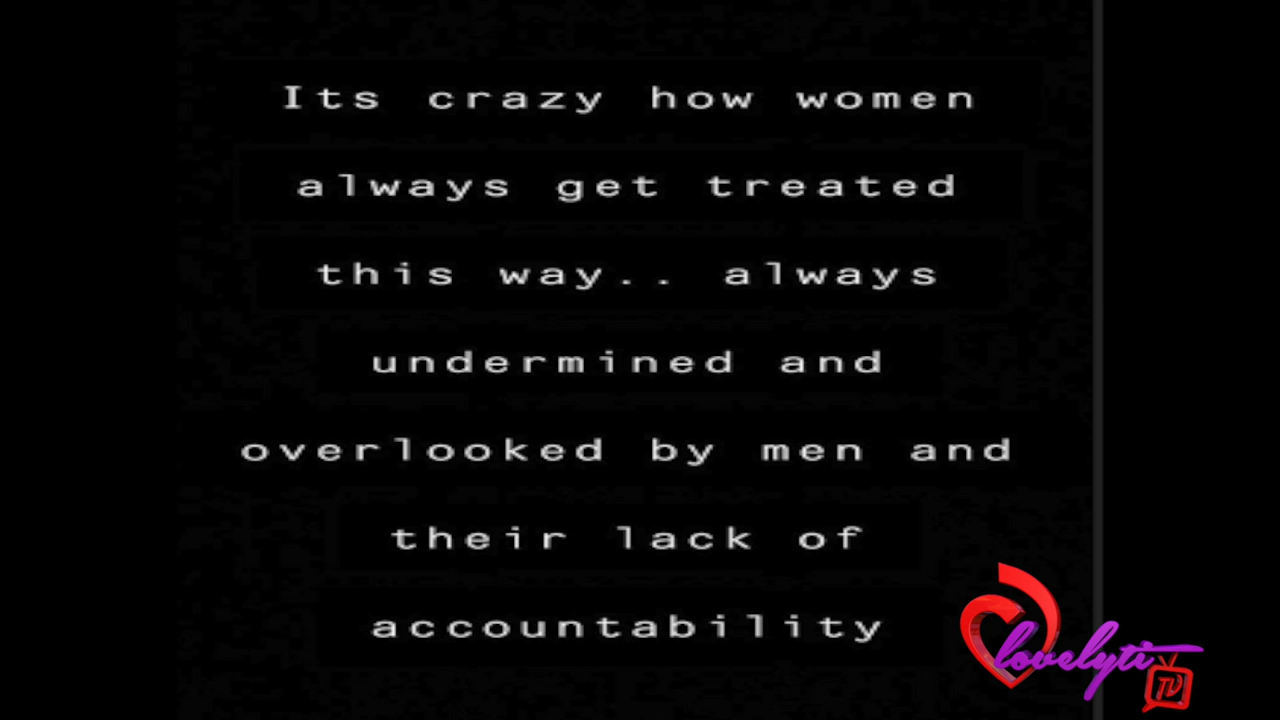 Its crazy how women
always get treated
this way.. always
undermined and
overlooked by men and
their lack of
accountability
lovelyti
TV